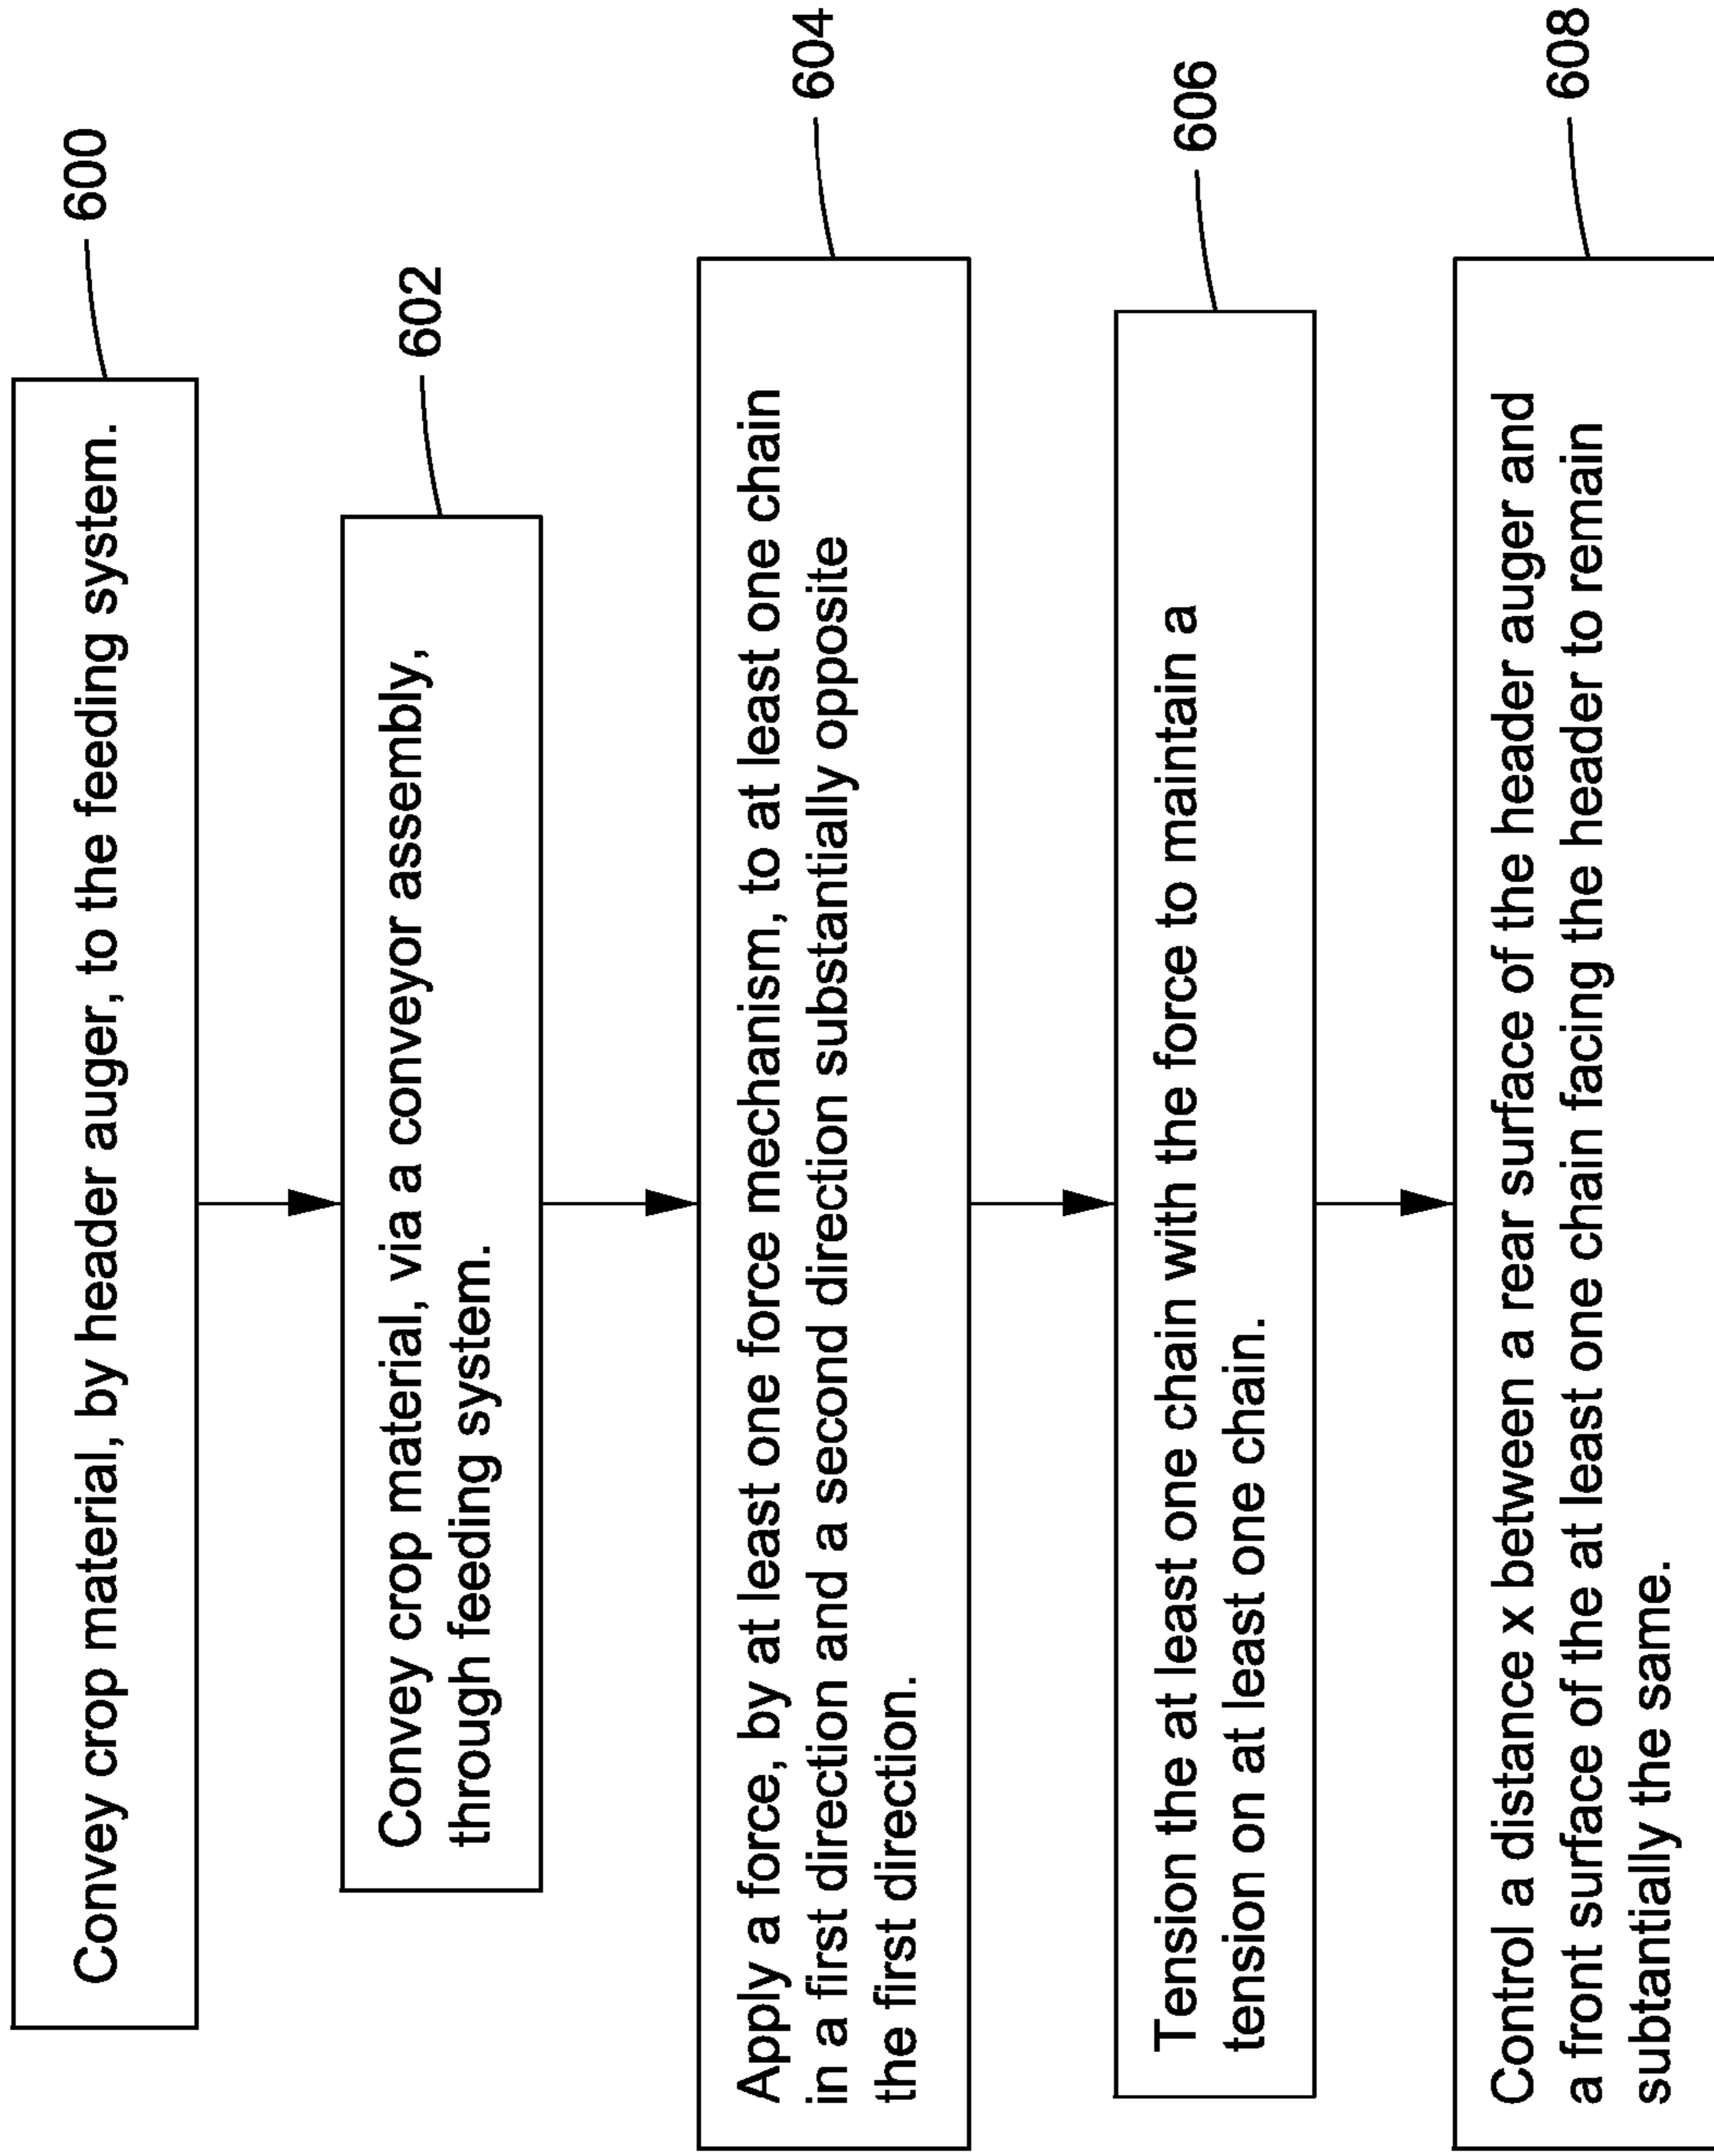 Convey crop material, by header auger, to the feeding system.
600
Convey crop material, via a conveyor assembly,
through feeding system.
602
Apply a force, by at least one force mechanism, to at least one chain
in a first direction and a second direction substantially opposite
the first direction.
604
Tension the at least one chain with the force to maintain a
tension on at least one chain.
606
Control a distance x between a rear surface of the header auger and
a front surface of the at least one chain facing the header to remain
subtantially the same.
608